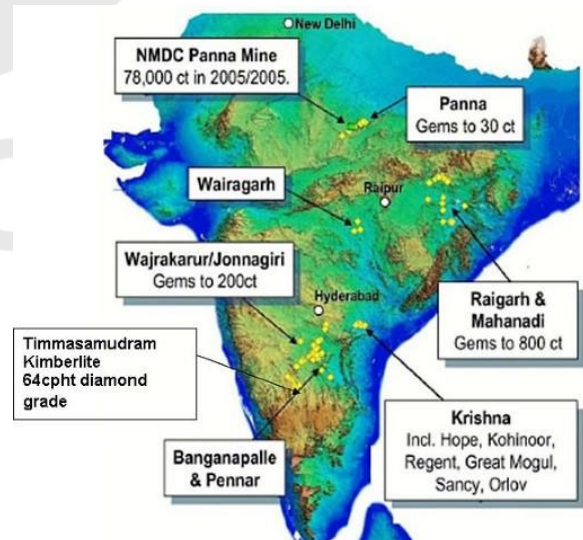 New Delhi
NMDC Panna Mine
78,000 ct in 2005/2005.
Panna
Gems to 30 ct
Wairagarh
Raipur
Wajrakarur/Jonnagiri
Gems to 200ct
Hyderabad
Raigarh &
Mahanadi
Gems to 800 ct
Timmasamudram
Kimberlite
64cpht diamond
grade
Banganapalle
& Pennar
Krishna
Incl. Hope, Kohinoor,
Regent, Great Mogul,
Sancy, Orlov